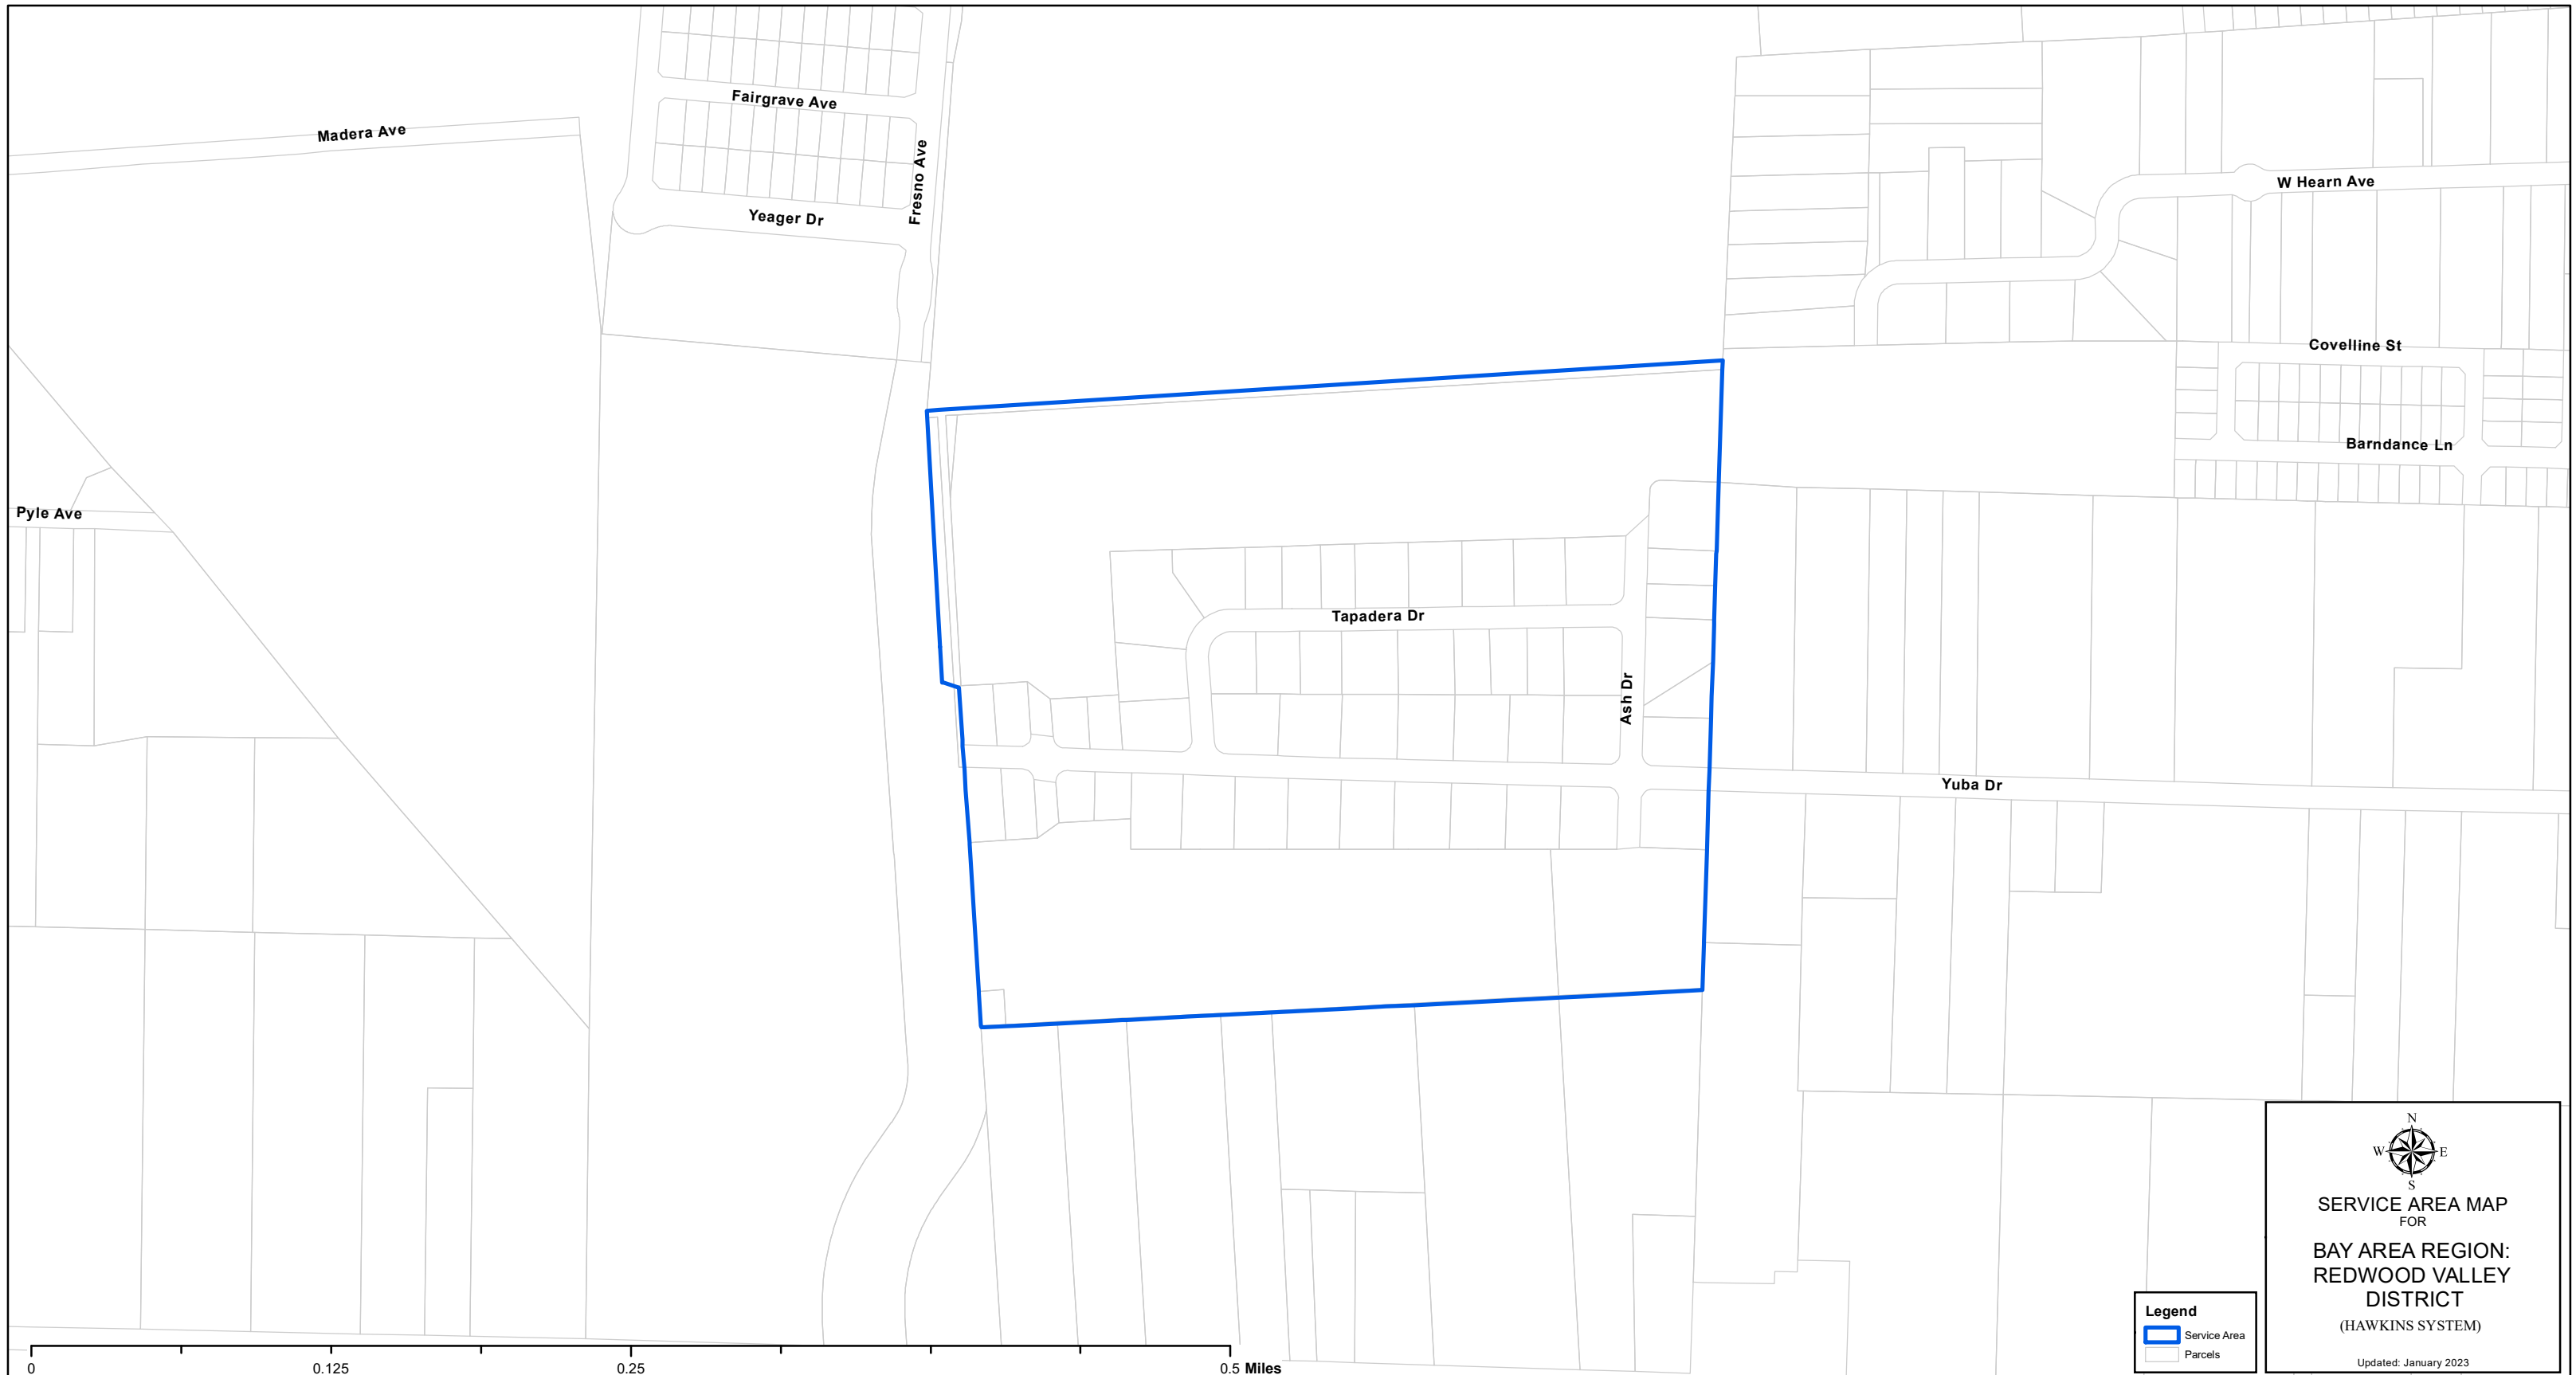 Fairgrave Ave
Madera Ave
Fresno Ave
W Hearn Ave
Yeager Dr
Covelline St
Barndance Ln
Pyle Ave
Tapadera Dr
Ash Dr
Yuba Dr
N
W E
S
SERVICE AREA MAP
FOR
BAY AREA REGION:
REDWOOD VALLEY
DISTRICT
(HAWKINS SYSTEM)
Updated: January 2023
Legend
Service Area
Parcels
0 0.125 0.25 0.5 Miles